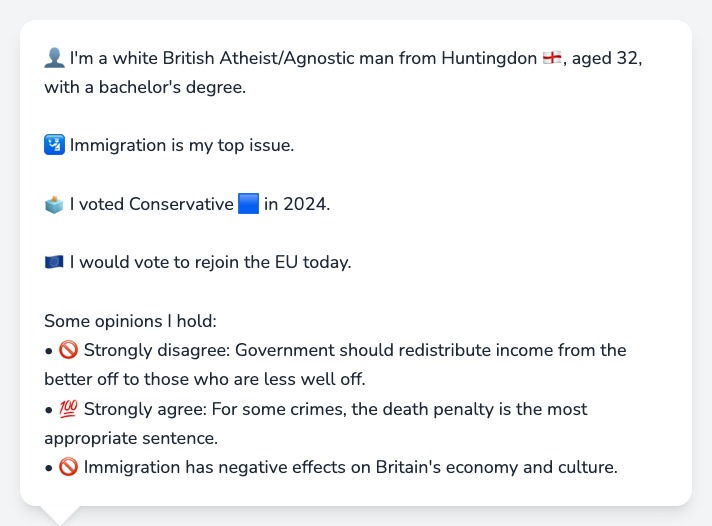 👤 I'm a white British Atheist/Agnostic man from Huntingdon 🏴󠁧󠁢󠁥󠁮󠁧󠁿, aged 32,
with a bachelor's degree.
🛂 Immigration is my top issue.
🗳️ I voted Conservative 🟦 in 2024.
🇪🇺 I would vote to rejoin the EU today.
Some opinions I hold:
• 🚫 Strongly disagree: Government should redistribute income from the
better off to those who are less well off.
• 💯 Strongly agree: For some crimes, the death penalty is the most
appropriate sentence.
• 🚫 Immigration has negative effects on Britain's economy and culture.